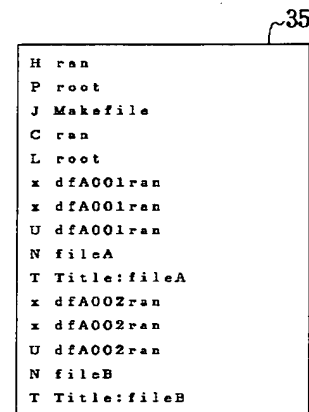 35
H ran
P root
J Makefile
C ran
L root
x dfA001ran
x dfA001ran
U dfA001ran
N fileA
T Title:fileA
x dfA002ran
x dfA002ran
U dfA002ran
N fileB
T Title:fileB